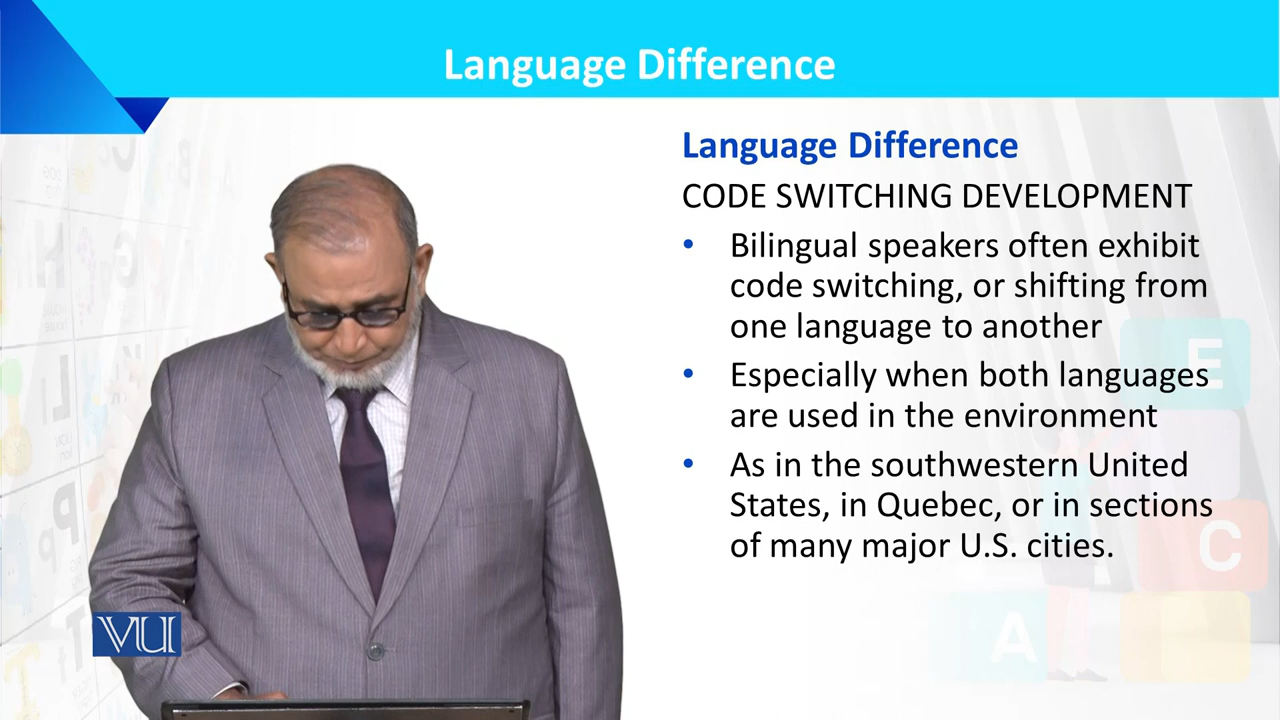 Language Difference
Language Difference
CODE SWITCHING DEVELOPMENT
• Bilingual speakers often exhibit
code switching, or shifting from
one language to another
• Especially when both languages
are used in the environment
• As in the southwestern United
States, in Quebec, or in sections
of many major U.S. cities.
VU
E
C
A